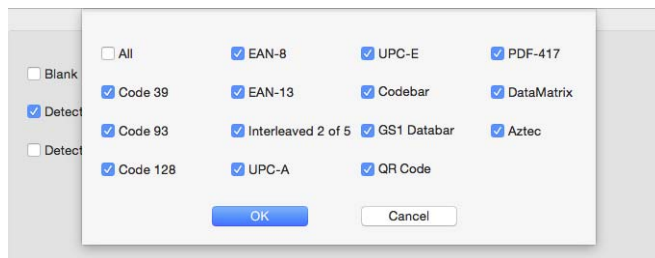 All EAN-8 UPC-E PDF-417
Blank
Code 39 EAN-13 Codebar DataMatrix
Detect
Code 93 Interleaved 2 of 5 GS1 Databar Aztec
Detect
Code 128 UPC-A QR Code
OK Cancel